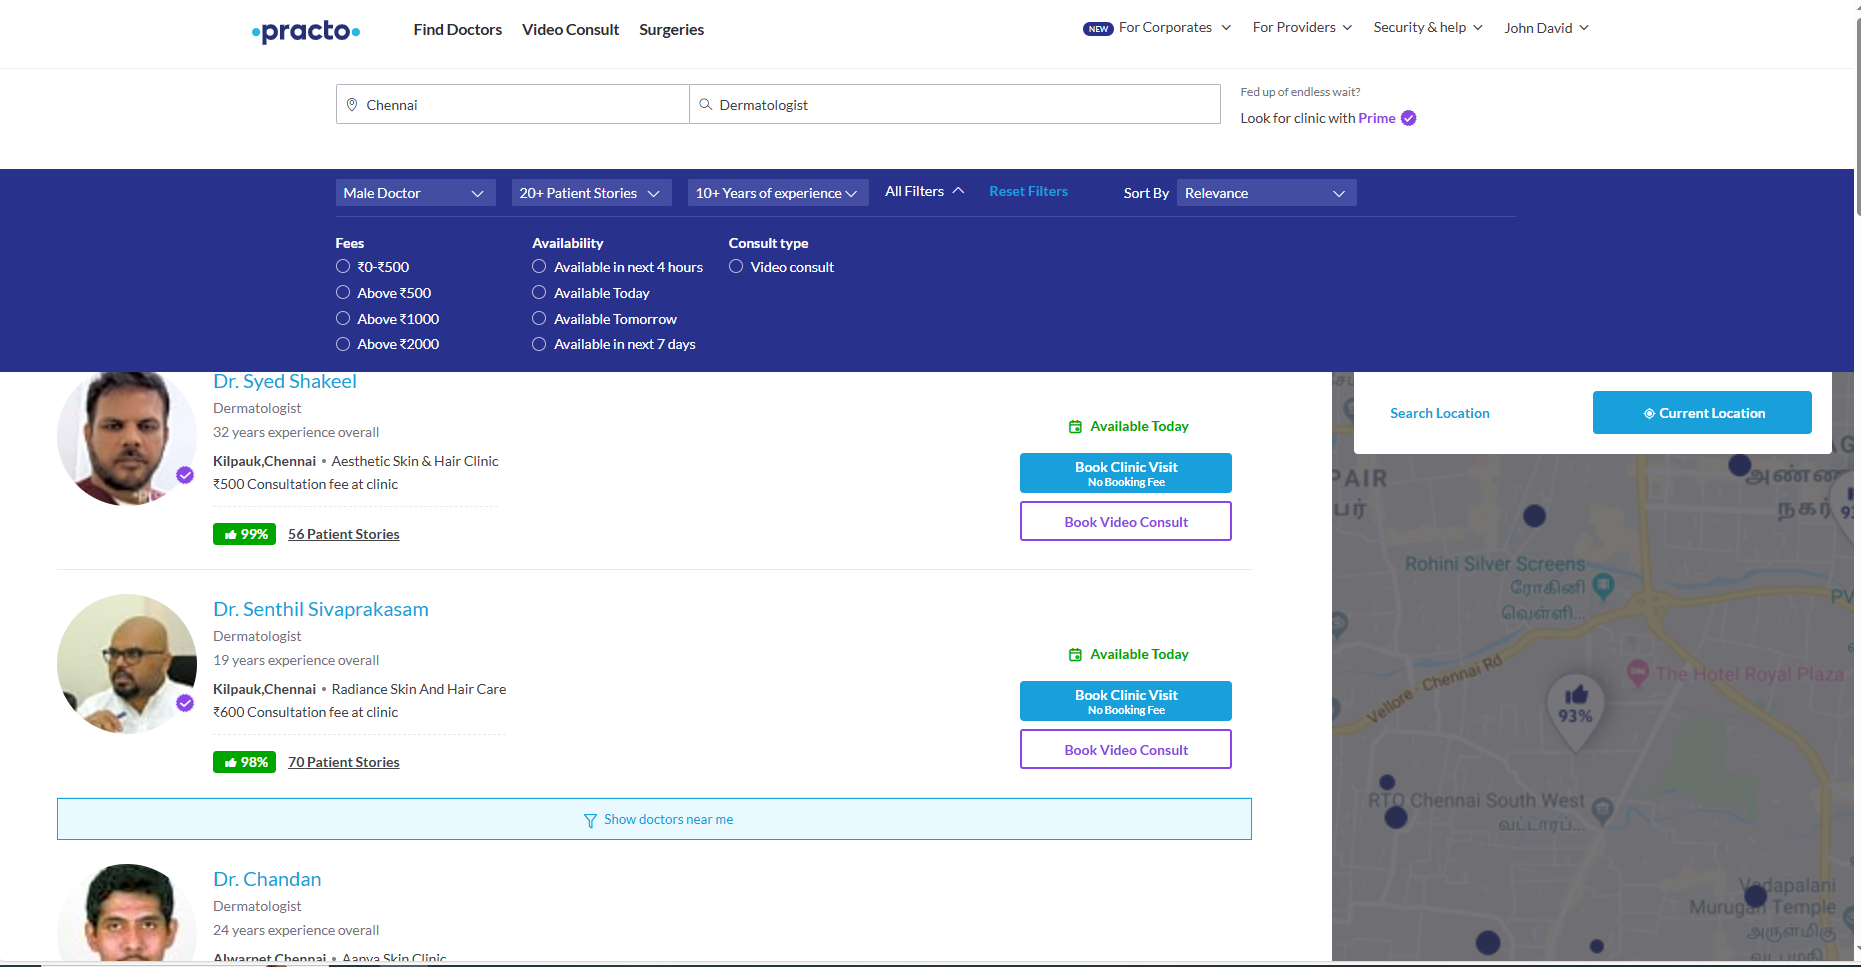 practo
Find Doctors Video Consult Surgeries
NEW For Corporates For Providers Security & help John David
Chennai
Dermatologist
Fed up of endless wait?
Look for clinic with Prime
Male Doctor
20+ Patient Stories
10+ Years of experience
All Filters
Reset Filters
Sort By Relevance
Fees
₹0-₹500
Above ₹500
Above ₹1000
Above ₹2000
Availability
Available in next 4 hours
Available Today
Available Tomorrow
Available in next 7 days
Consult type
Video consult
Dr. Syed Shakeel
Dermatologist
32 years experience overall
Kilpauk,Chennai • Aesthetic Skin & Hair Clinic
₹500 Consultation fee at clinic
99% 56 Patient Stories
Available Today
Book Clinic Visit
No Booking Fee
Book Video Consult
Dr. Senthil Sivaprakasam
Dermatologist
19 years experience overall
Kilpauk,Chennai • Radiance Skin And Hair Care
₹600 Consultation fee at clinic
98% 70 Patient Stories
Available Today
Book Clinic Visit
No Booking Fee
Book Video Consult
Show doctors near me
Dr. Chandan
Dermatologist
24 years experience overall
Alwarpet,Chennai • Aanya Skin Clinic
Search Location
Current Location
நகர்
Rohini Silver Screens
ரோகினி
வெள்ளி...
Vellore - Chennai Rd
The Hotel Royal Plaza
93%
RTO Chennai South West
வட்டாரப்...
Vadapalani
Murugan Temple
அருள்மிகு